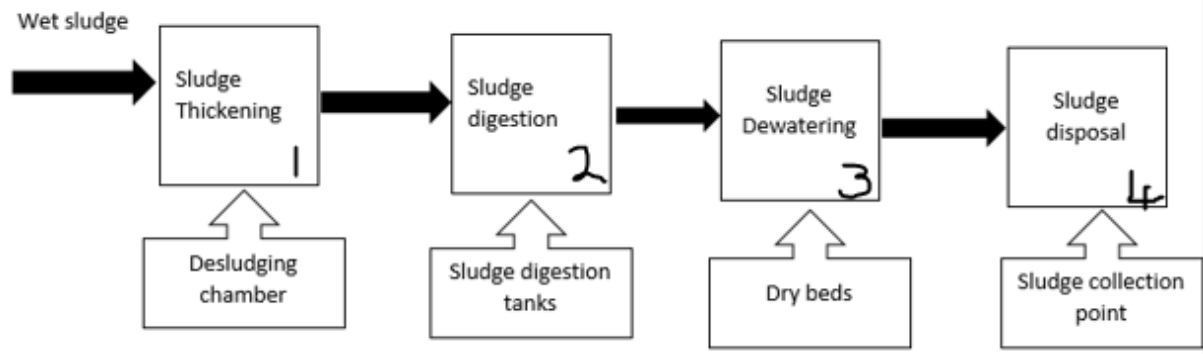 Wet sludge
Sludge
Thickening
1
Sludge
digestion
2
Sludge
Dewatering
3
Sludge
disposal
4
Desludging
chamber
Sludge digestion
tanks
Dry beds
Sludge collection
point